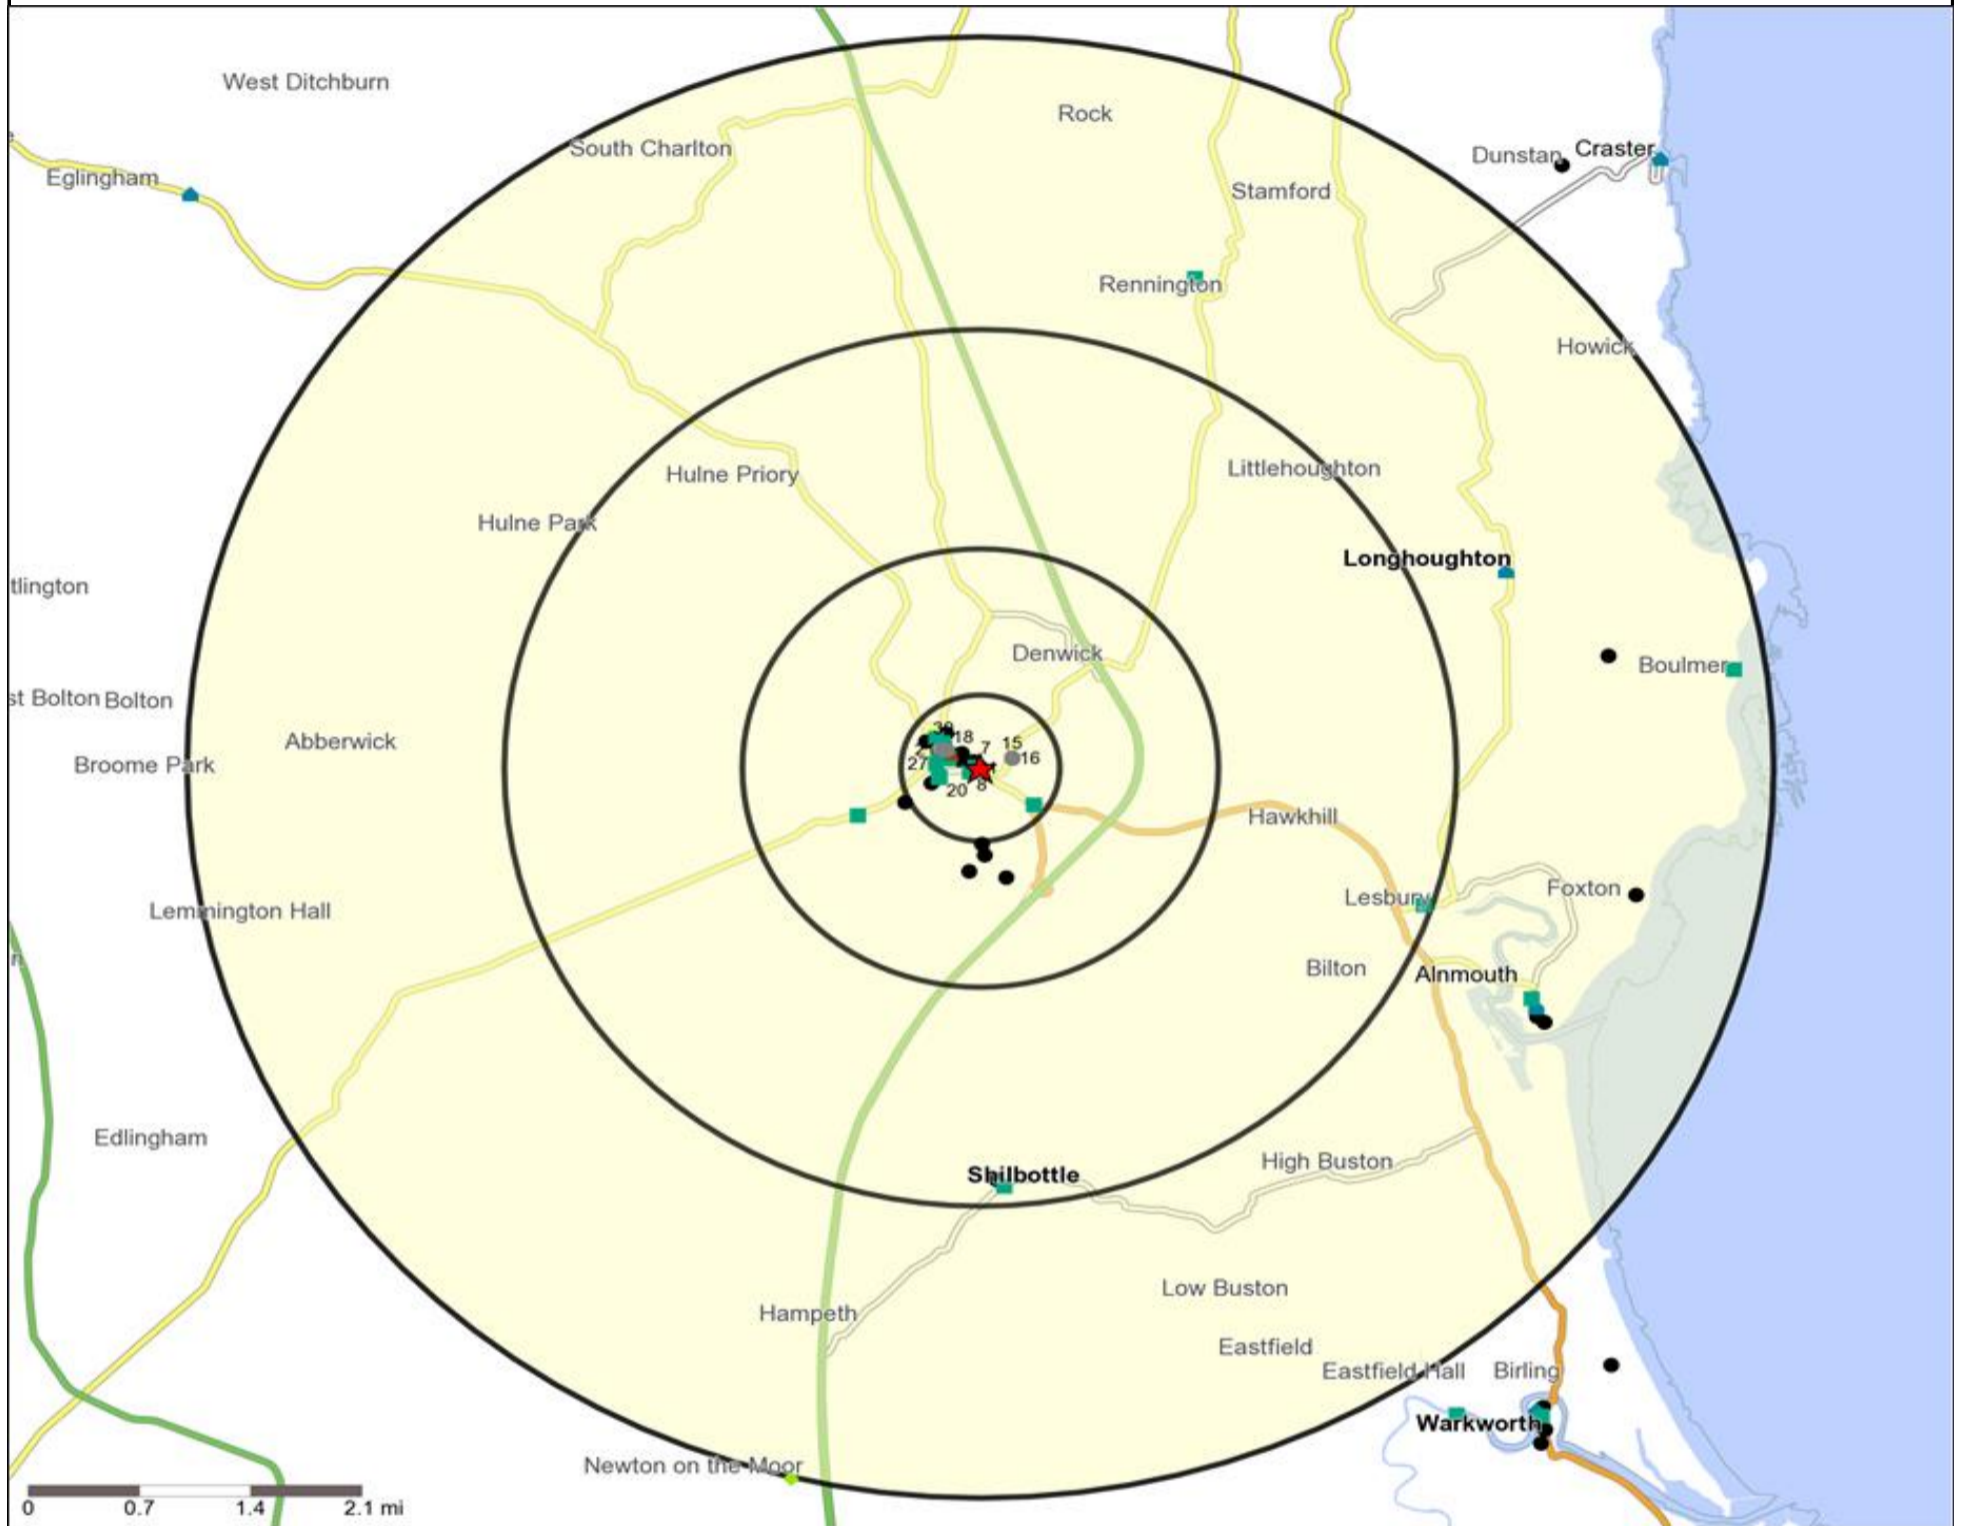 West Ditchburn
Rock
South Charlton
Dunstan
Craster
Eglingham
Stamford
Rennington
Howick
Hulne Priory
Littlehoughton
Hulne Park
Longhoughton
tlington
Denwick
Boulmer
st Bolton
Bolton
Abberwick
18
7
15
16
Broome Park
27
20
8
Hawkhill
Lesbury
Foxton
Lemmington Hall
n
Bilton
Alnmouth
Edlingham
High Buston
Shilbottle
Low Buston
Hampeth
Eastfield
Eastfield Hall
Birling
Warkworth
Newton on the Moor
0
0.7
1.4
2.1 mi